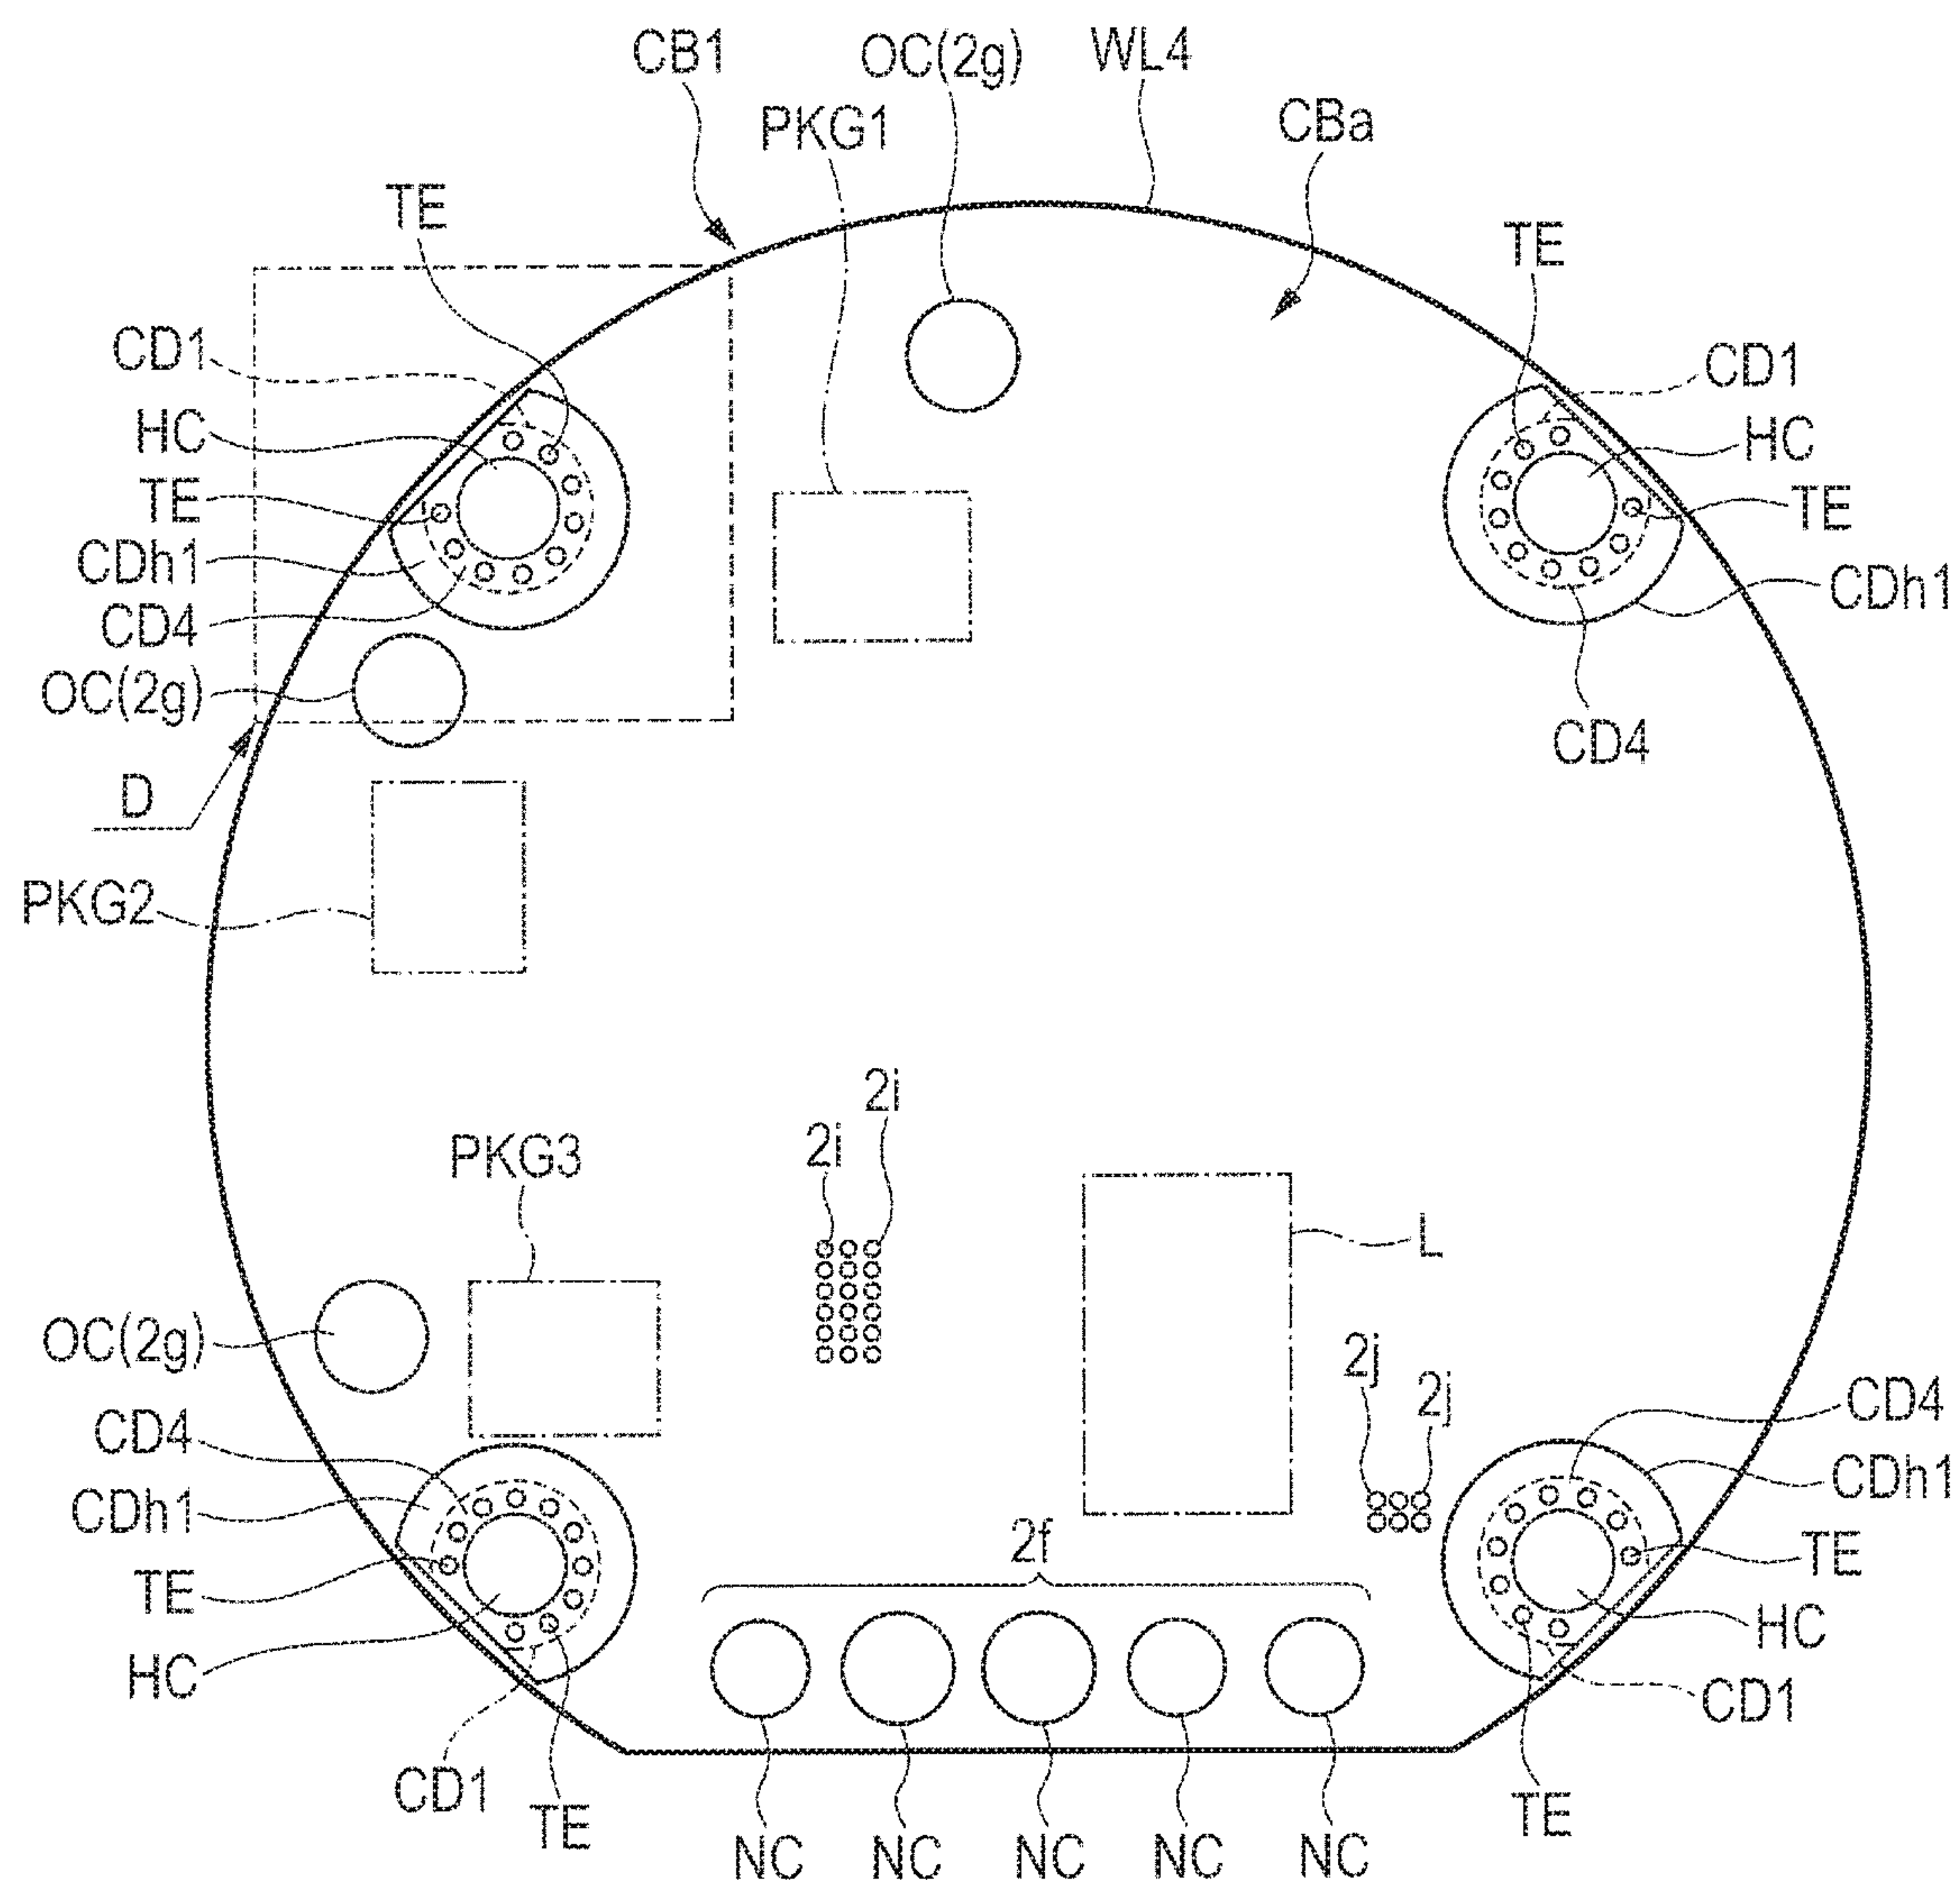 CB1
OC(2g)
WL4
PKG1
CBa
TE
TE
CD1
CD1
HC
HC
TE
TE
CDh1
CDh1
CD4
OC(2g)
CD4
D
PKG2
2i
2i
PKG3
L
OC(2g)
2j
2j
CD4
CD4
CDh1
CDh1
2f
TE
TE
HC
HC
CD1
CD1
TE
TE
NC
NC
NC
NC
NC